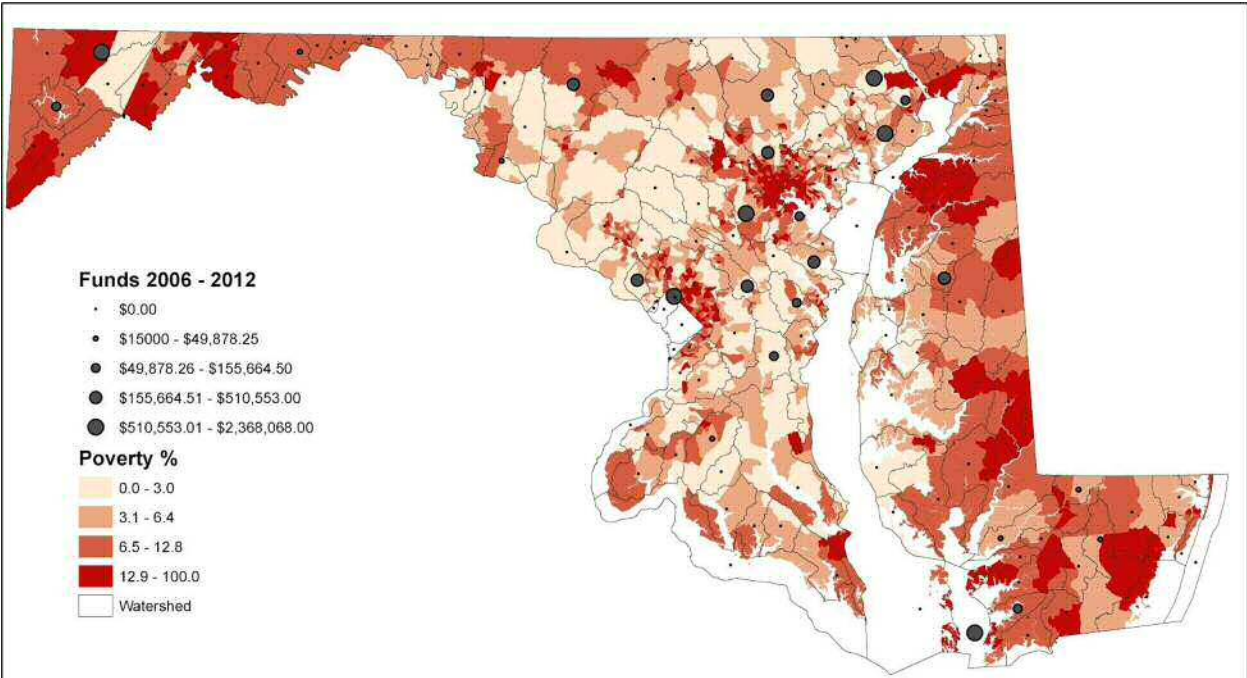 Funds 2006 - 2012
$0.00
$15000 - $49,878.25
$49,878.26 - $155,664.50
$155,664.51 - $510,553.00
$510,553.01 - $2,368,068.00
Poverty %
0.0 - 3.0
3.1 - 6.4
6.5 - 12.8
12.9 - 100.0
Watershed